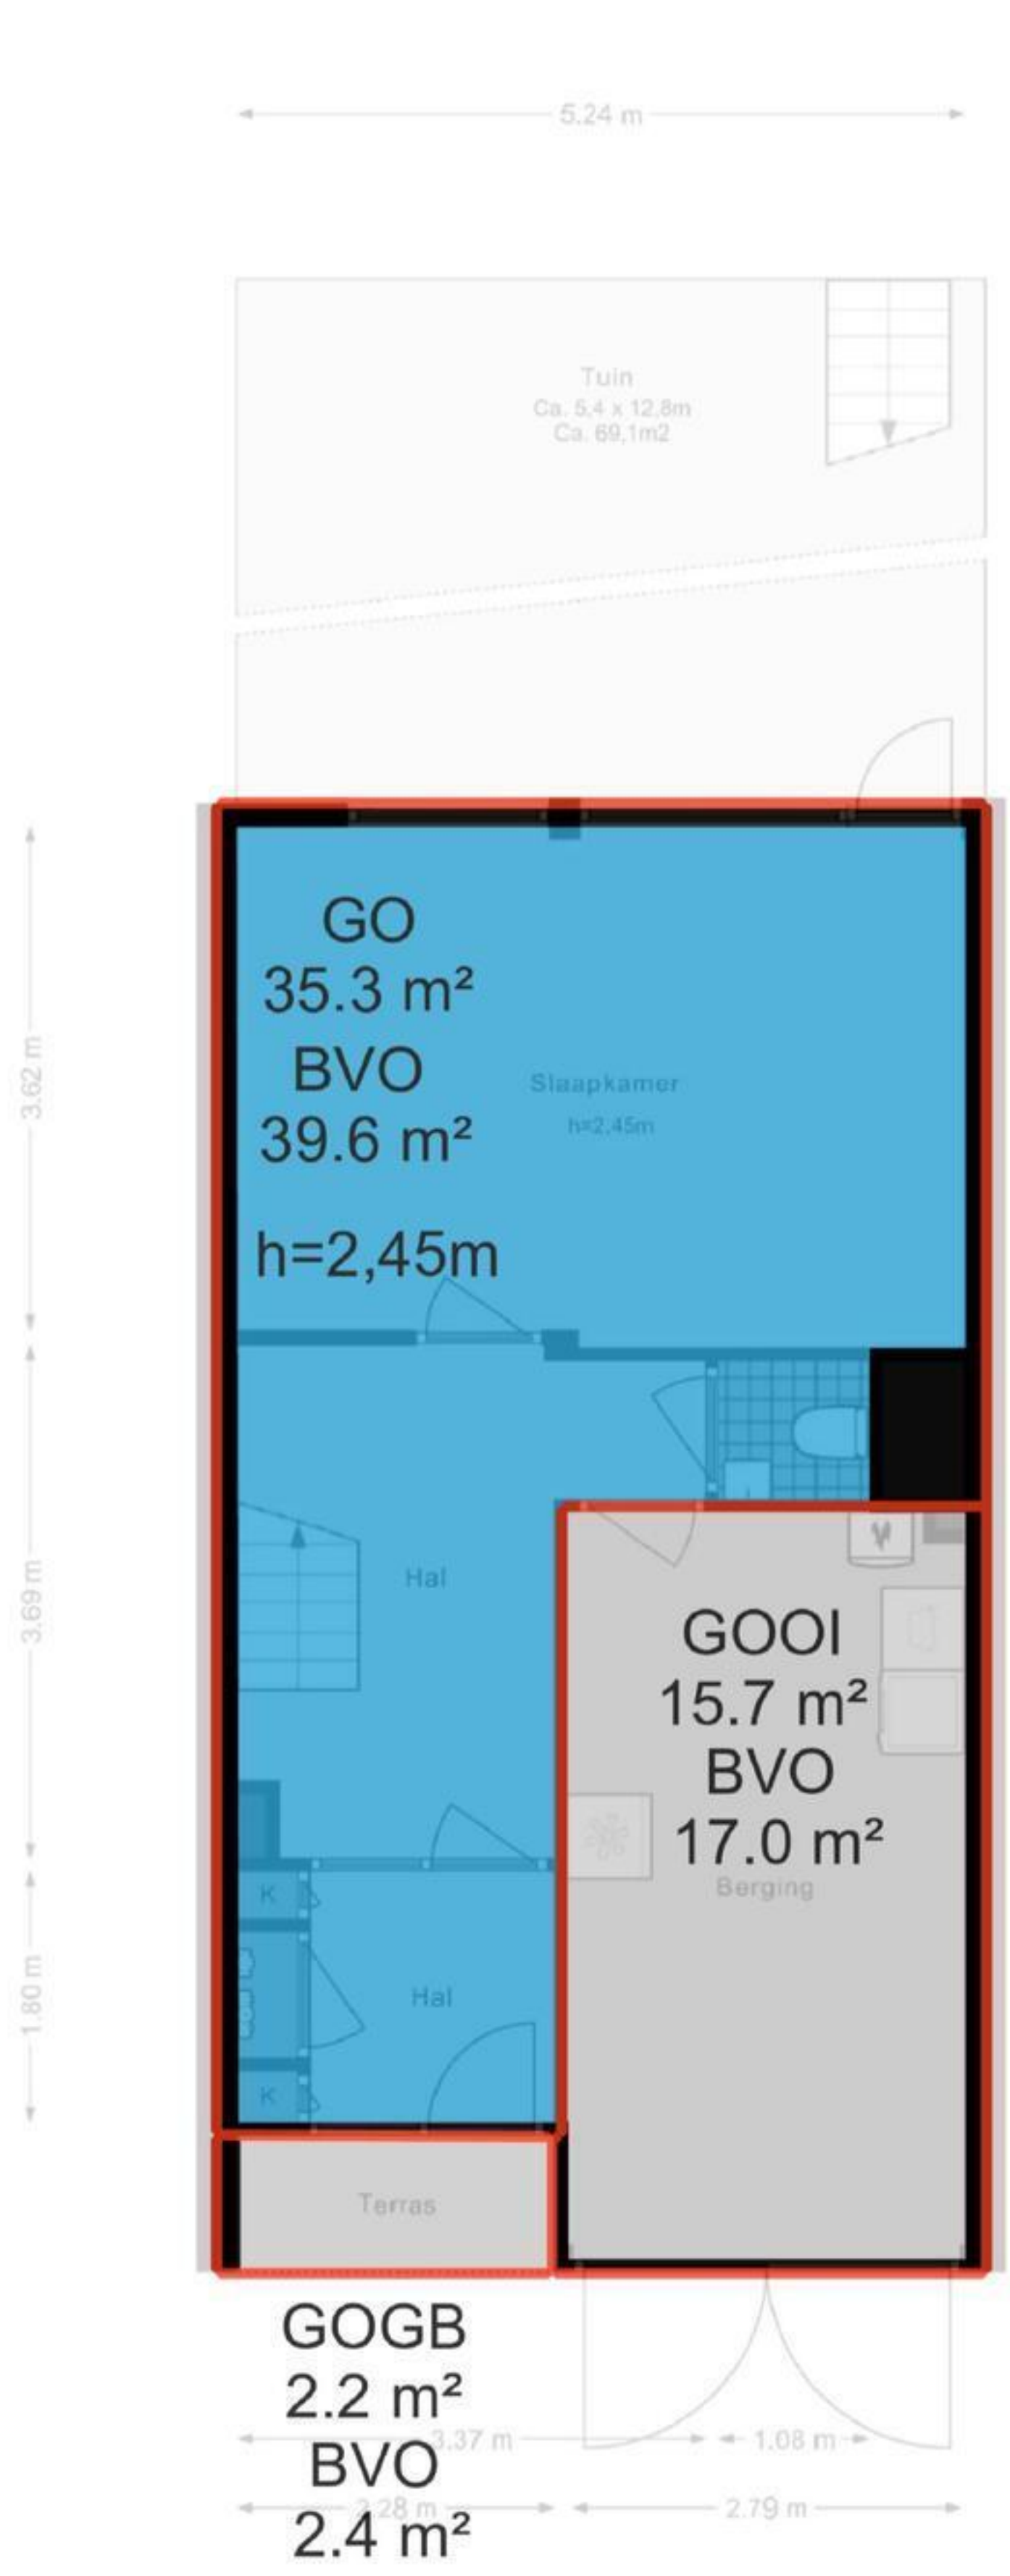 5.24 m
Tuin
Ca. 5,4 x 12,8m
Ca. 69,1m2
GO
35.3 m²
BVO
39.6 m²
h=2,45m
Slaapkamer
h=2,45m
3.62 m
3.69 m
1.80 m
Hal
GOOI
15.7 m²
BVO
17.0 m²
Berging
K
Hal
K
Terras
GOGB
2.2 m²
BVO
2.4 m²
3.37 m
1.08 m
2.28 m
2.79 m